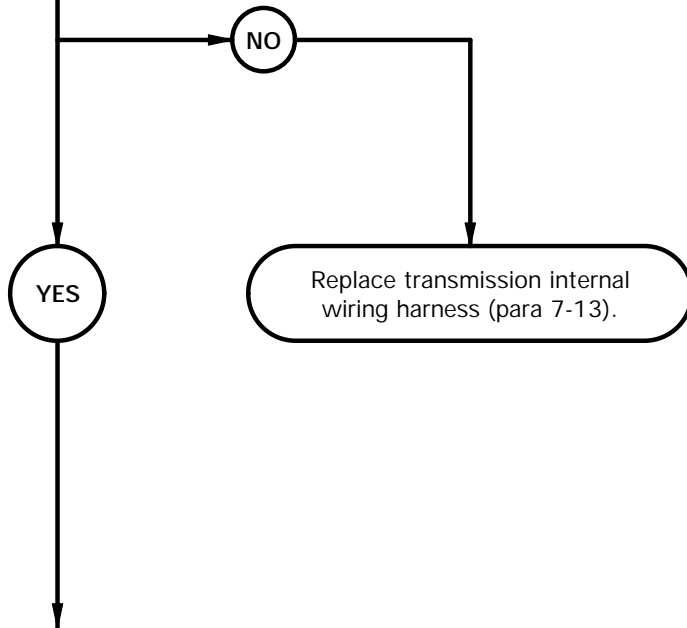 NO
YES
Replace transmission internal
wiring harness (para 7-13).